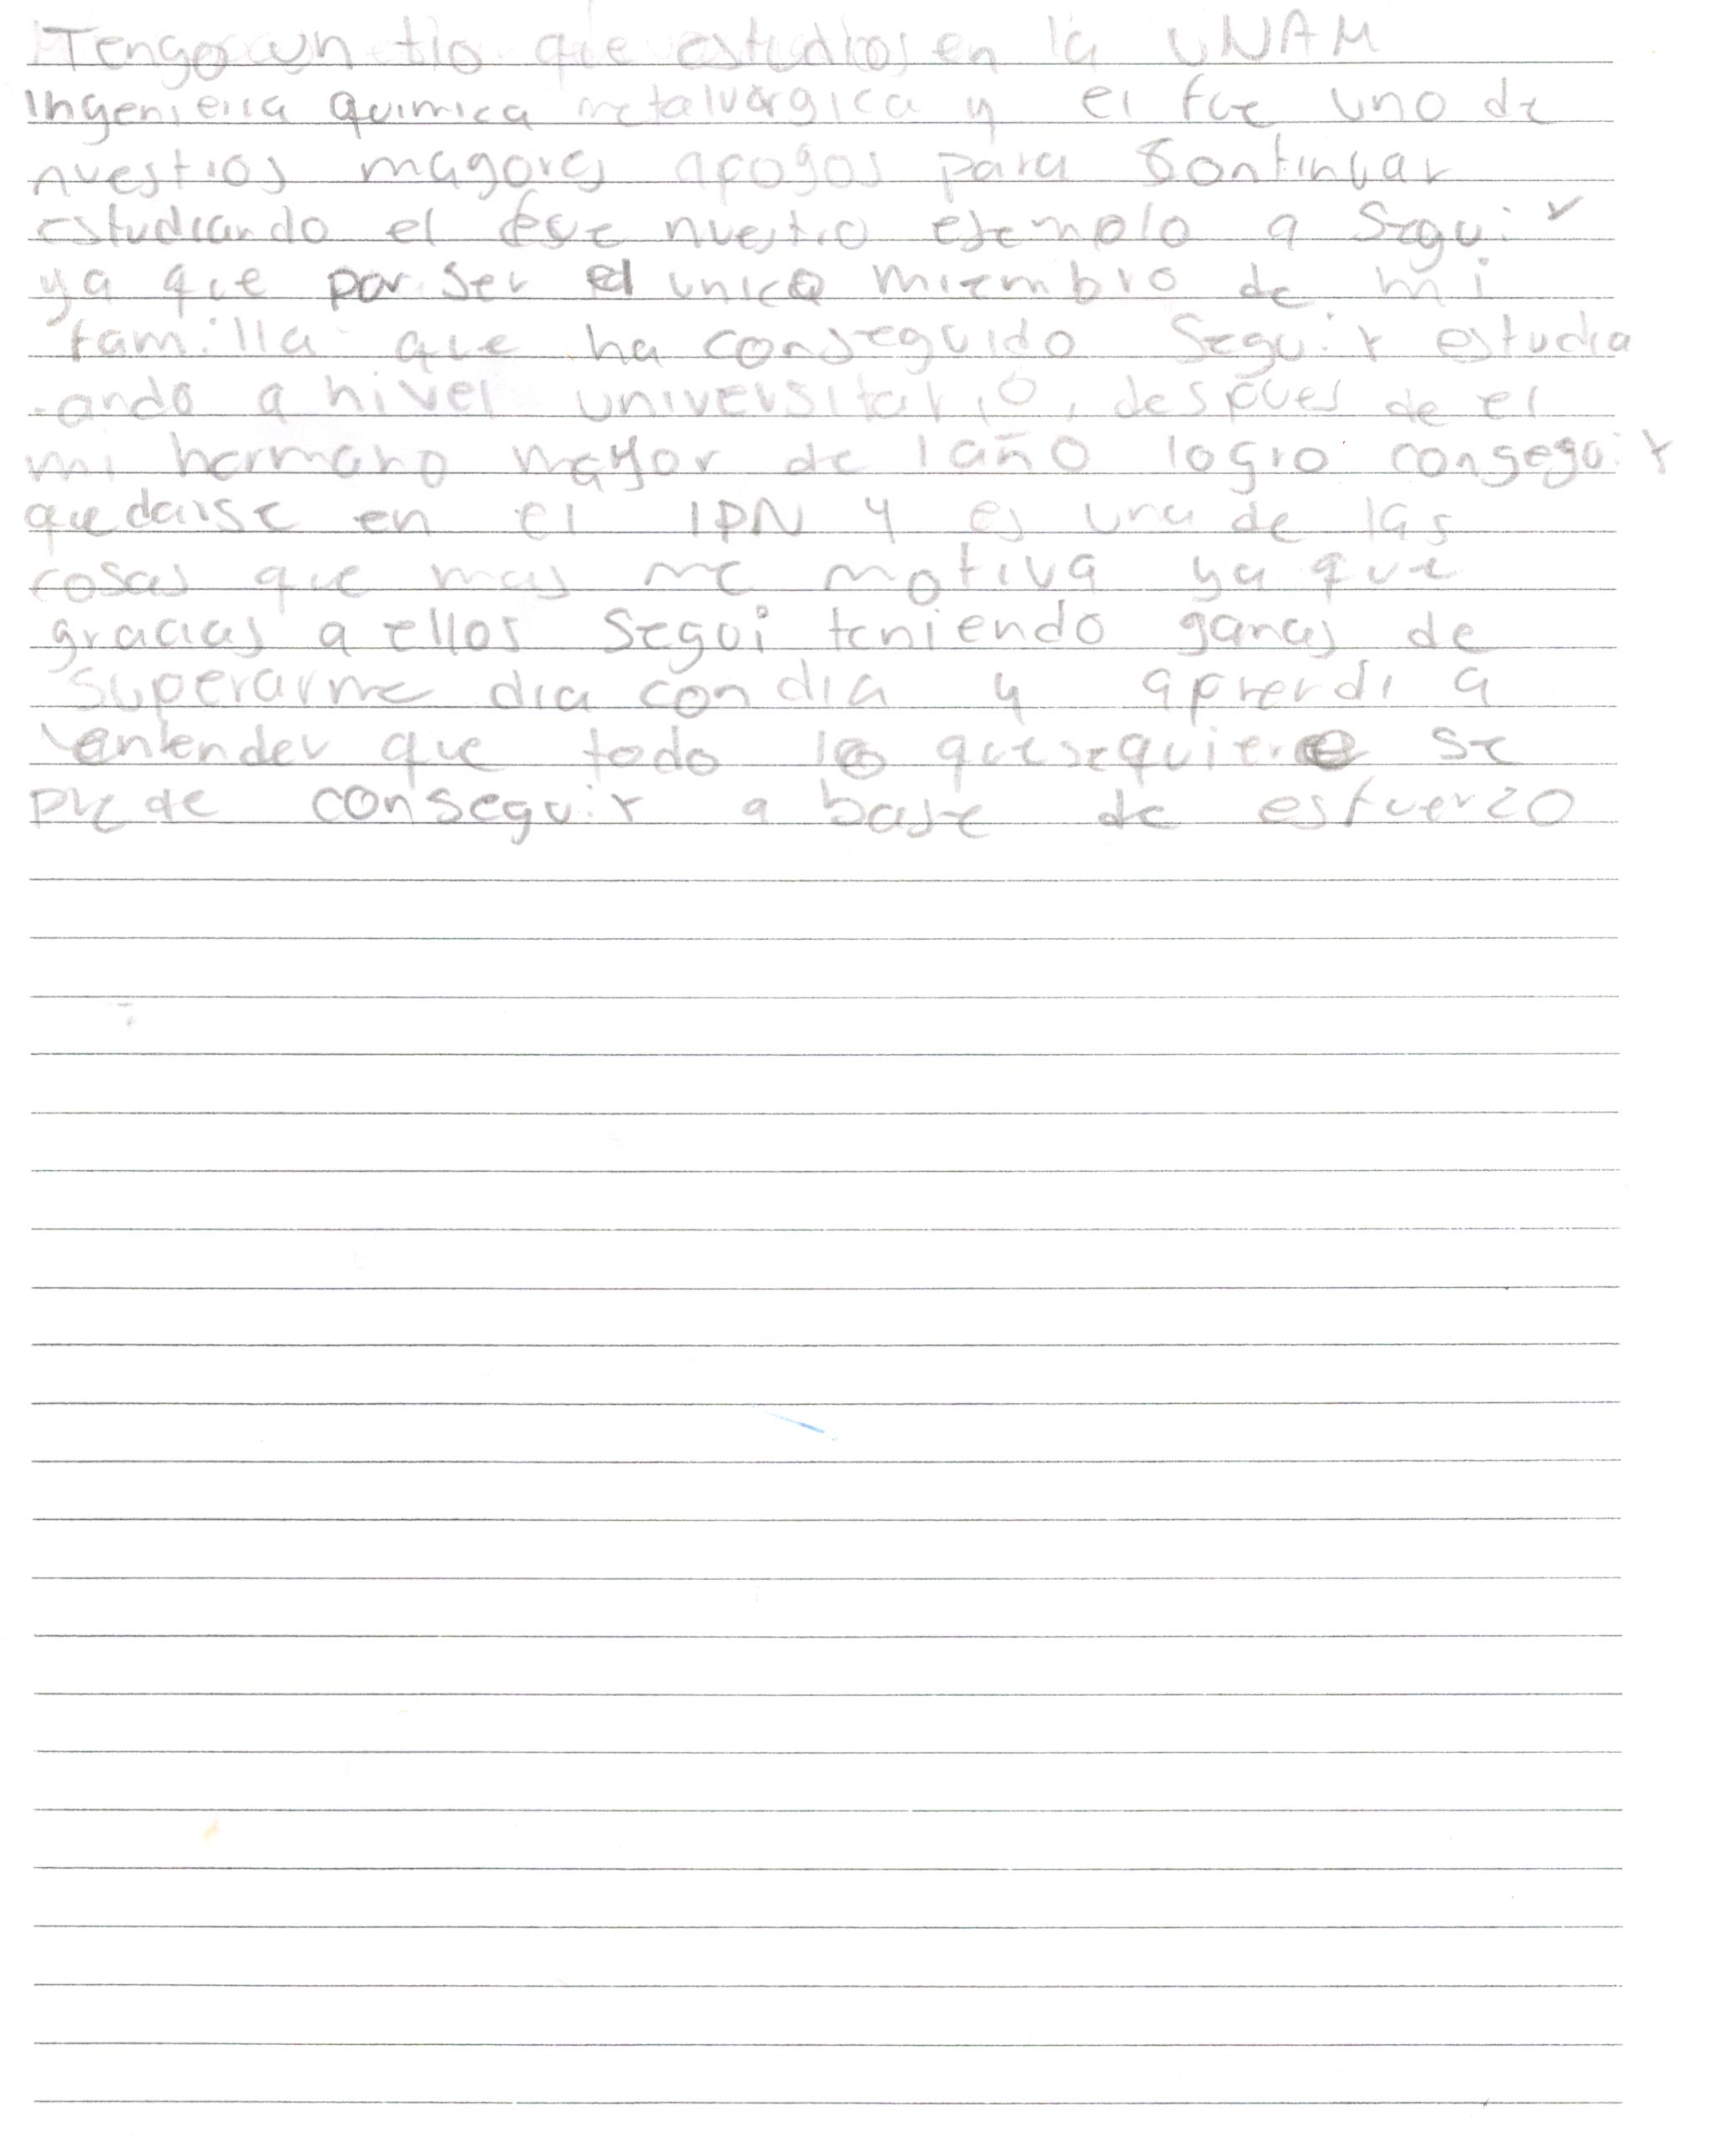 Tengo un tio que estudio en la UNAM
Ingenieria quimica metalurgica y el fue uno de
nuestros mayores apoyos para continuar
estudiando el fue nuestro ejemplo a seguir
ya que por ser el unico miembro de mi
familia que ha conseguido seguir estudia
-ando a nivel universitario, despues de el
mi hermano mayor de 1 año logro conseguir
quedarse en el IPN y es una de las
cosas que mas me motiva ya que
gracias a ellos segui teniendo ganas de
superarme dia con dia y aprendi a
entender que todo lo que se quiere se
puede conseguir a base de esfuerzo